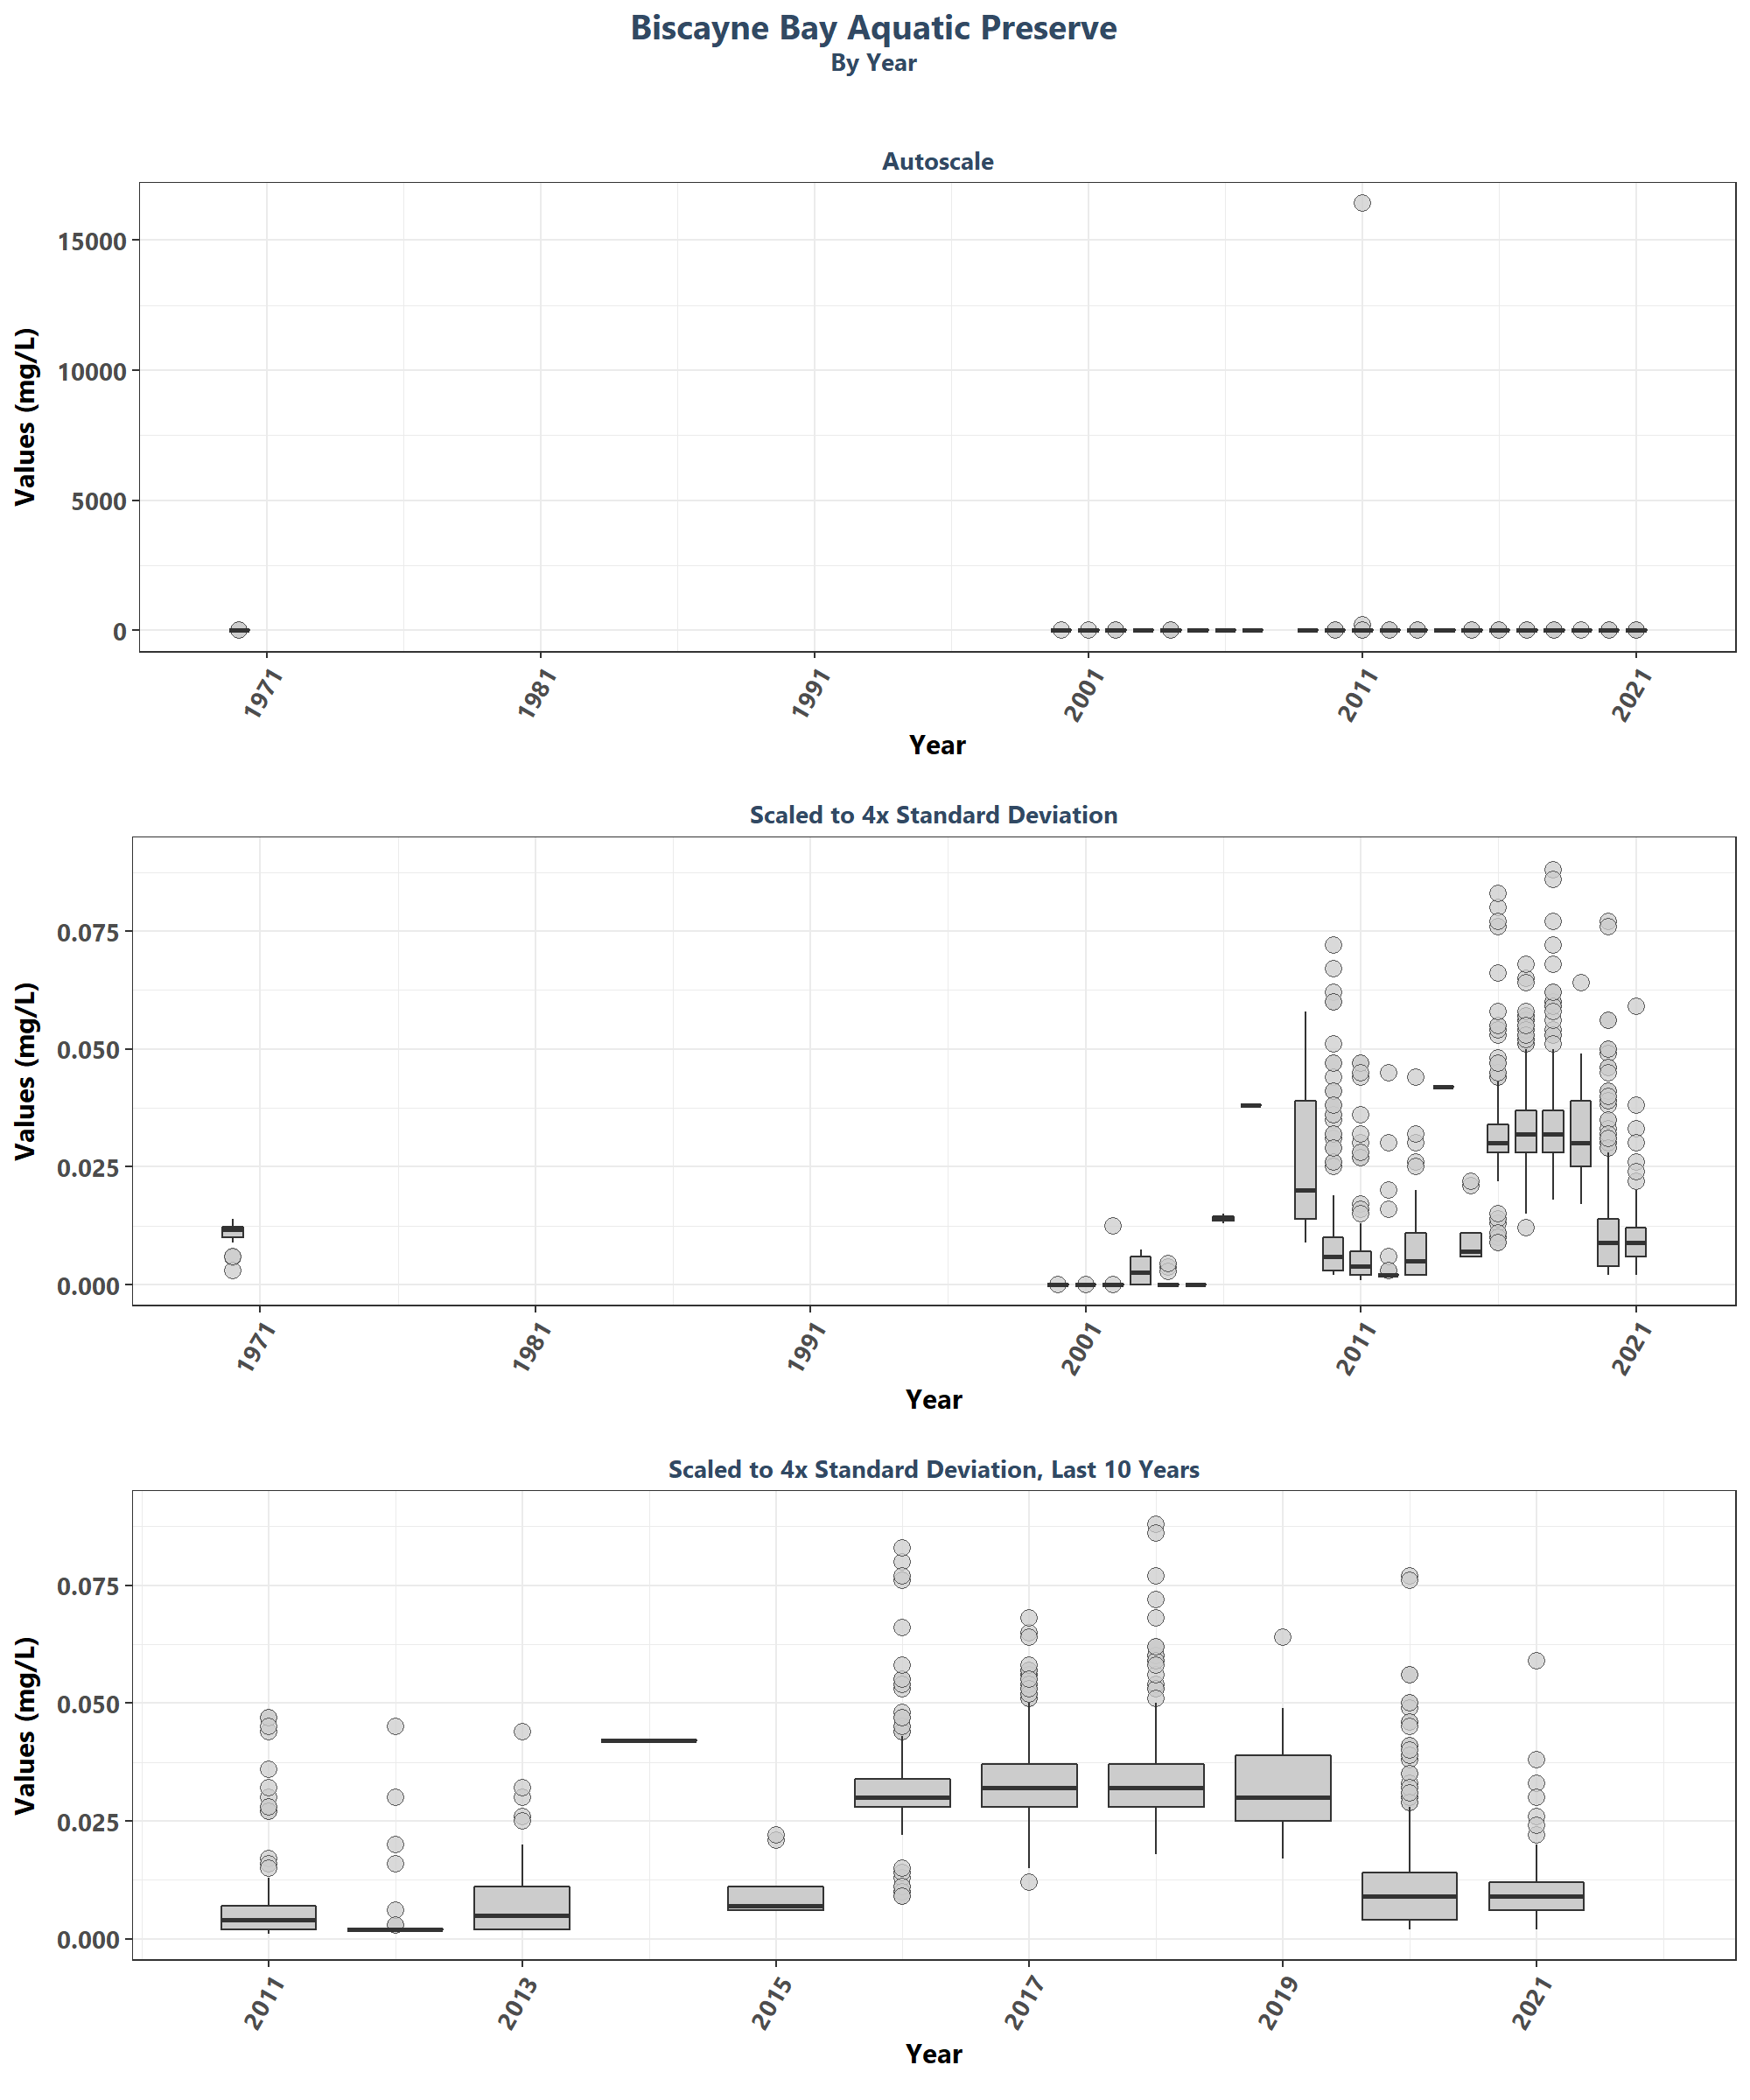 Biscayne Bay Aquatic Preserve
By Year
Autoscale
Values (mg/L)
15000
10000
5000
0
1971 1981 1991 2001 2011 2021
Year
Scaled to 4x Standard Deviation
Values (mg/L)
0.075
0.050
0.025
0.000
1971 1981 1991 2001 2011 2021
Year
Scaled to 4x Standard Deviation, Last 10 Years
Values (mg/L)
0.075
0.050
0.025
0.000
2011 2013 2015 2017 2019 2021
Year